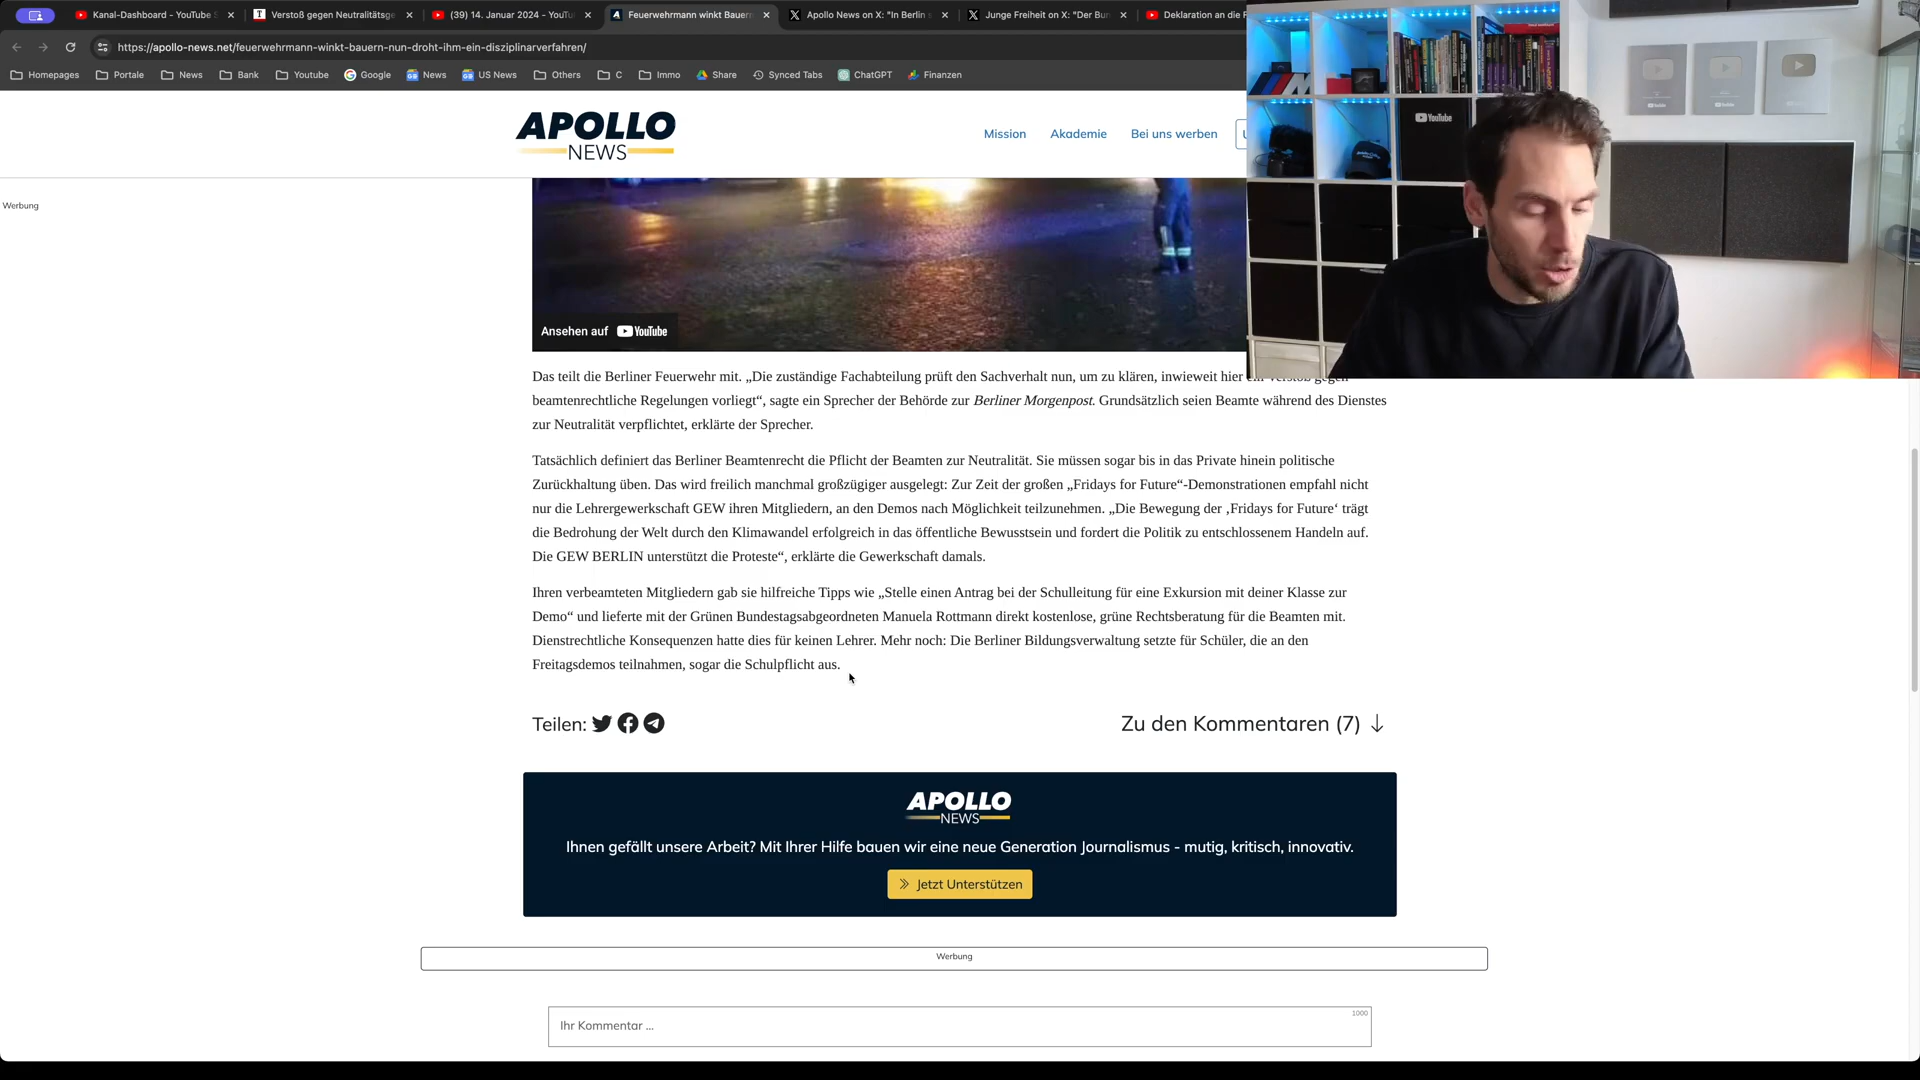 Kanal-Dashboard - YouTube S
Verstoß gegen Neutralitätsge
(39) 14. Januar 2024 - YouTu
Feuerwehrmann winkt Bauern
Apollo News on X: "In Berlin s
Junge Freiheit on X: "Der Bun
Deklaration an die F
https://apollo-news.net/feuerwehrmann-winkt-bauern-nun-droht-ihm-ein-disziplinarverfahren/
Homepages Portale News Bank Youtube Google News US News Others C Immo Share Synced Tabs ChatGPT Finanzen
APOLLO
NEWS
Mission Akademie Bei uns werben
Werbung
YouTube
Ansehen auf YouTube
Das teilt die Berliner Feuerwehr mit. „Die zuständige Fachabteilung prüft den Sachverhalt nun, um zu klären, inwieweit hier ein Verstoß gegen
beamtenrechtliche Regelungen vorliegt“, sagte ein Sprecher der Behörde zur Berliner Morgenpost. Grundsätzlich seien Beamte während des Dienstes
zur Neutralität verpflichtet, erklärte der Sprecher.
Tatsächlich definiert das Berliner Beamtenrecht die Pflicht der Beamten zur Neutralität. Sie müssen sogar bis in das Private hinein politische
Zurückhaltung üben. Das wird freilich manchmal großzügiger ausgelegt: Zur Zeit der großen „Fridays for Future“-Demonstrationen empfahl nicht
nur die Lehrergewerkschaft GEW ihren Mitgliedern, an den Demos nach Möglichkeit teilzunehmen. „Die Bewegung der ‚Fridays for Future‘ trägt
die Bedrohung der Welt durch den Klimawandel erfolgreich in das öffentliche Bewusstsein und fordert die Politik zu entschlossenem Handeln auf.
Die GEW BERLIN unterstützt die Proteste“, erklärte die Gewerkschaft damals.
Ihren verbeamteten Mitgliedern gab sie hilfreiche Tipps wie „Stelle einen Antrag bei der Schulleitung für eine Exkursion mit deiner Klasse zur
Demo“ und lieferte mit der Grünen Bundestagsabgeordneten Manuela Rottmann direkt kostenlose, grüne Rechtsberatung für die Beamten mit.
Dienstrechtliche Konsequenzen hatte dies für keinen Lehrer. Mehr noch: Die Berliner Bildungsverwaltung setzte für Schüler, die an den
Freitagsdemos teilnahmen, sogar die Schulpflicht aus.
Teilen:
Zu den Kommentaren (7)
APOLLO
NEWS
Ihnen gefällt unsere Arbeit? Mit Ihrer Hilfe bauen wir eine neue Generation Journalismus - mutig, kritisch, innovativ.
Jetzt Unterstützen
Werbung
1000
Ihr Kommentar ...